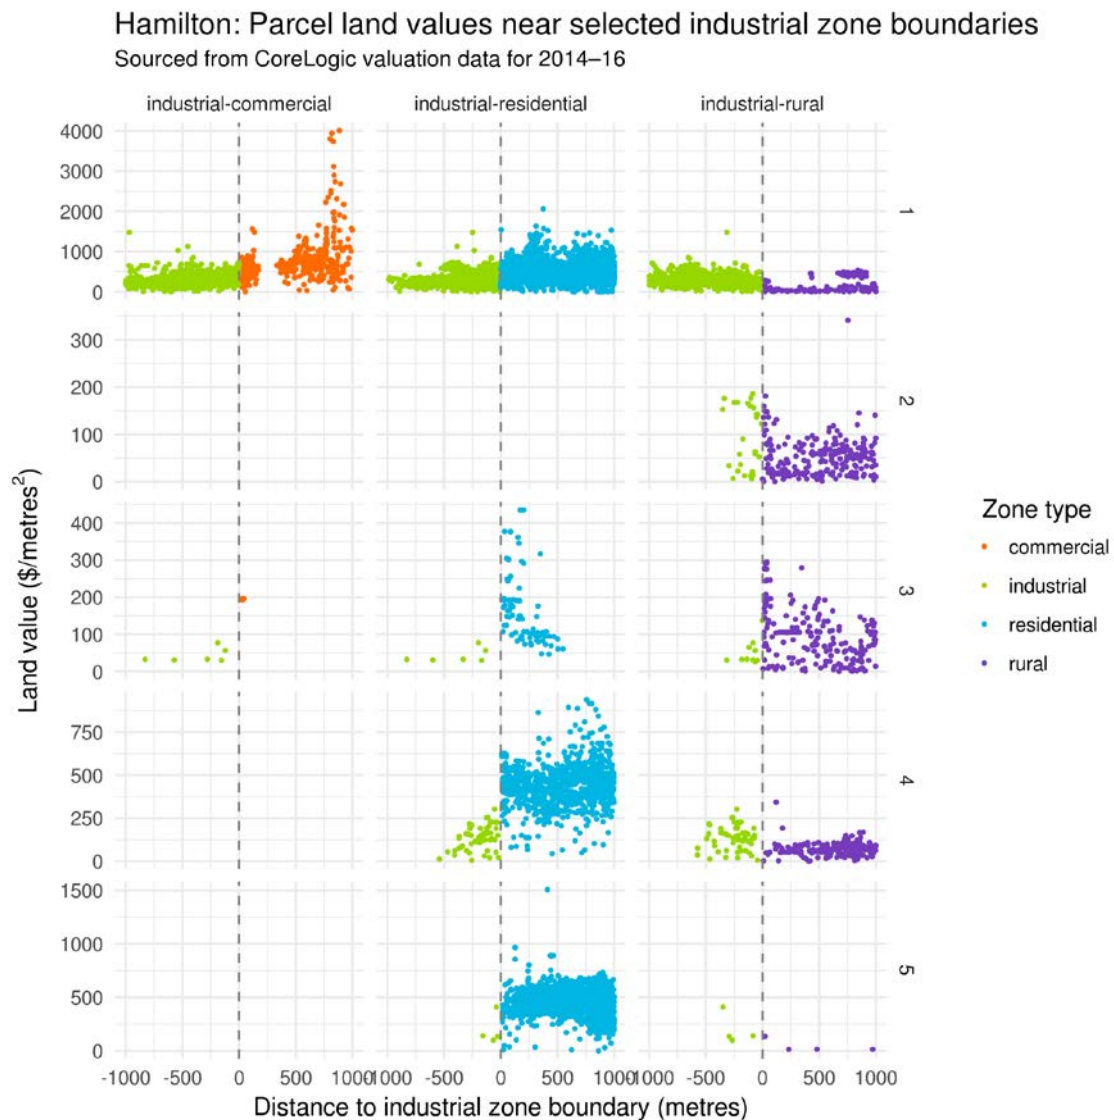 Hamilton: Parcel land values near selected industrial zone boundaries
Sourced from CoreLogic valuation data for 2014–16
industrial-commercial industrial-residential industrial-rural
4000
3000
2000
1000
0
1
300
200
100
0
2
400
300
200
100
0
3
750
500
250
0
4
1500
1000
500
0
5
-1000 -500 0 500 1000
-1000 -500 0 500 1000
-1000 -500 0 500 1000
Distance to industrial zone boundary (metres)
Land value ($/metres²)
Zone type
commercial
industrial
residential
rural